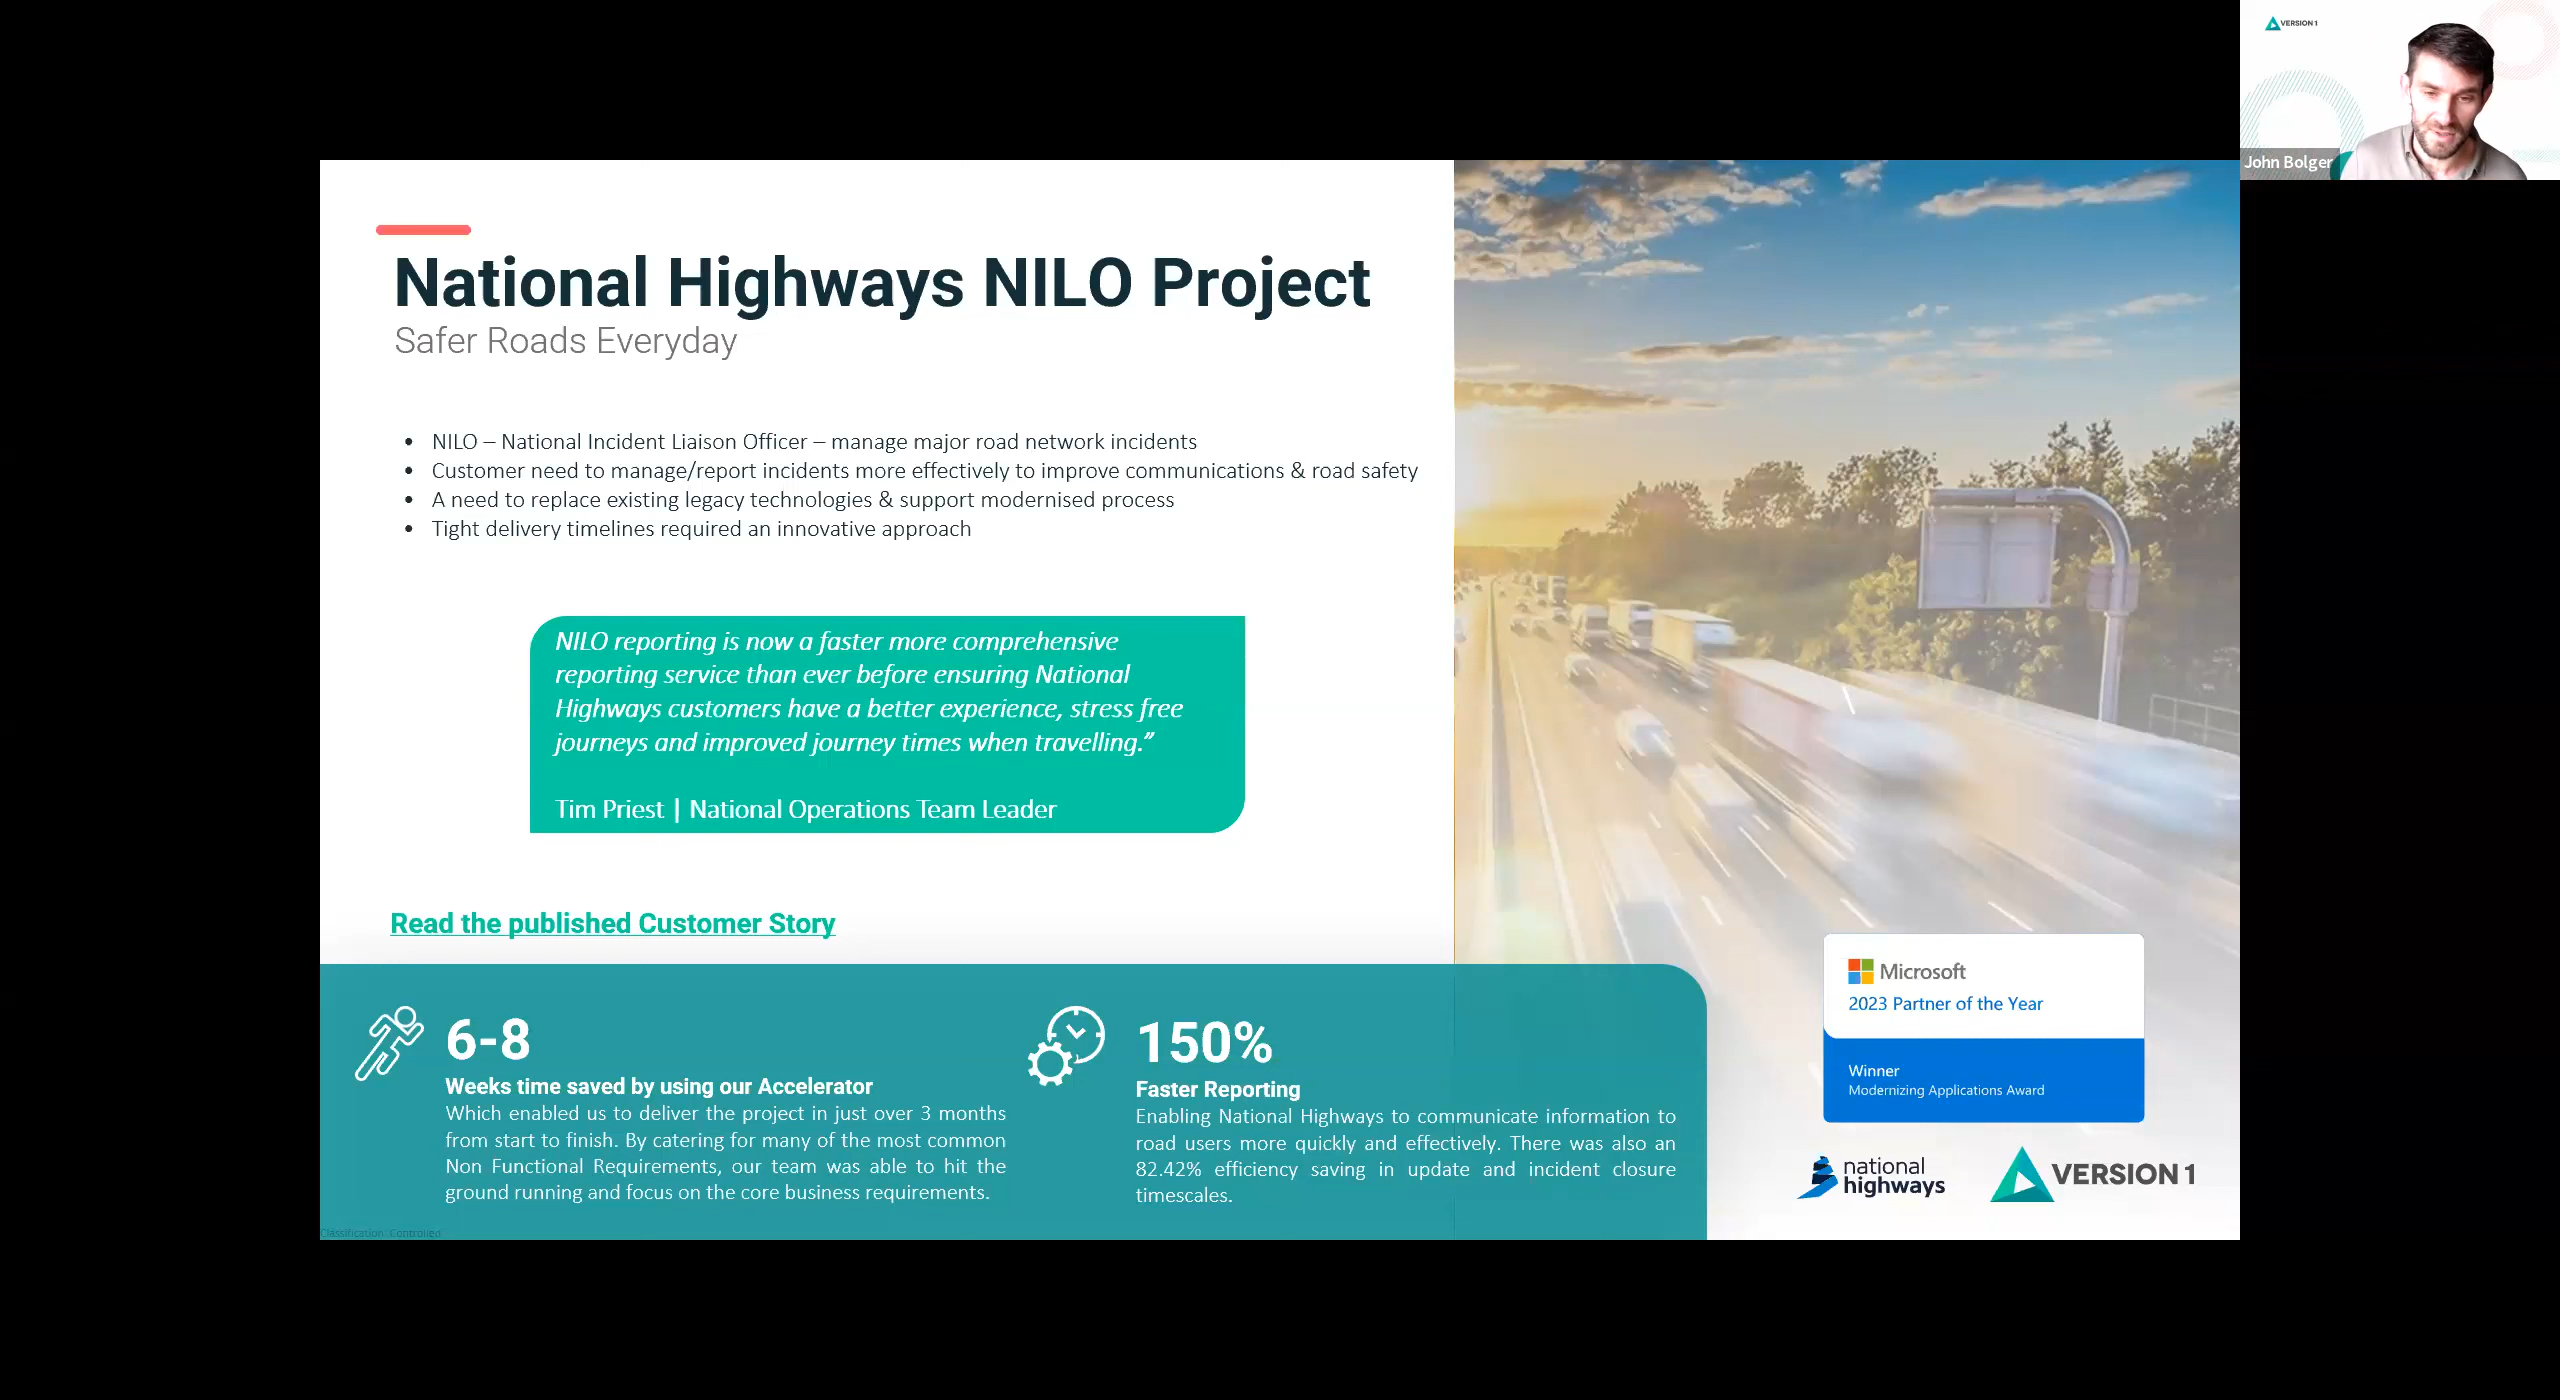 VERSION 1
John Bolger
National Highways NILO Project
Safer Roads Everyday
• NILO – National Incident Liaison Officer – manage major road network incidents
• Customer need to manage/report incidents more effectively to improve communications & road safety
• A need to replace existing legacy technologies & support modernised process
• Tight delivery timelines required an innovative approach
NILO reporting is now a faster more comprehensive
reporting service than ever before ensuring National
Highways customers have a better experience, stress free
journeys and improved journey times when travelling.”
Tim Priest | National Operations Team Leader
Read the published Customer Story
6-8
Weeks time saved by using our Accelerator
Which enabled us to deliver the project in just over 3 months
from start to finish. By catering for many of the most common
Non Functional Requirements, our team was able to hit the
ground running and focus on the core business requirements.
150%
Faster Reporting
Enabling National Highways to communicate information to
road users more quickly and effectively. There was also an
82.42% efficiency saving in update and incident closure
timescales.
Microsoft
2023 Partner of the Year
Winner
Modernizing Applications Award
national
highways
VERSION 1
Classification: Controlled